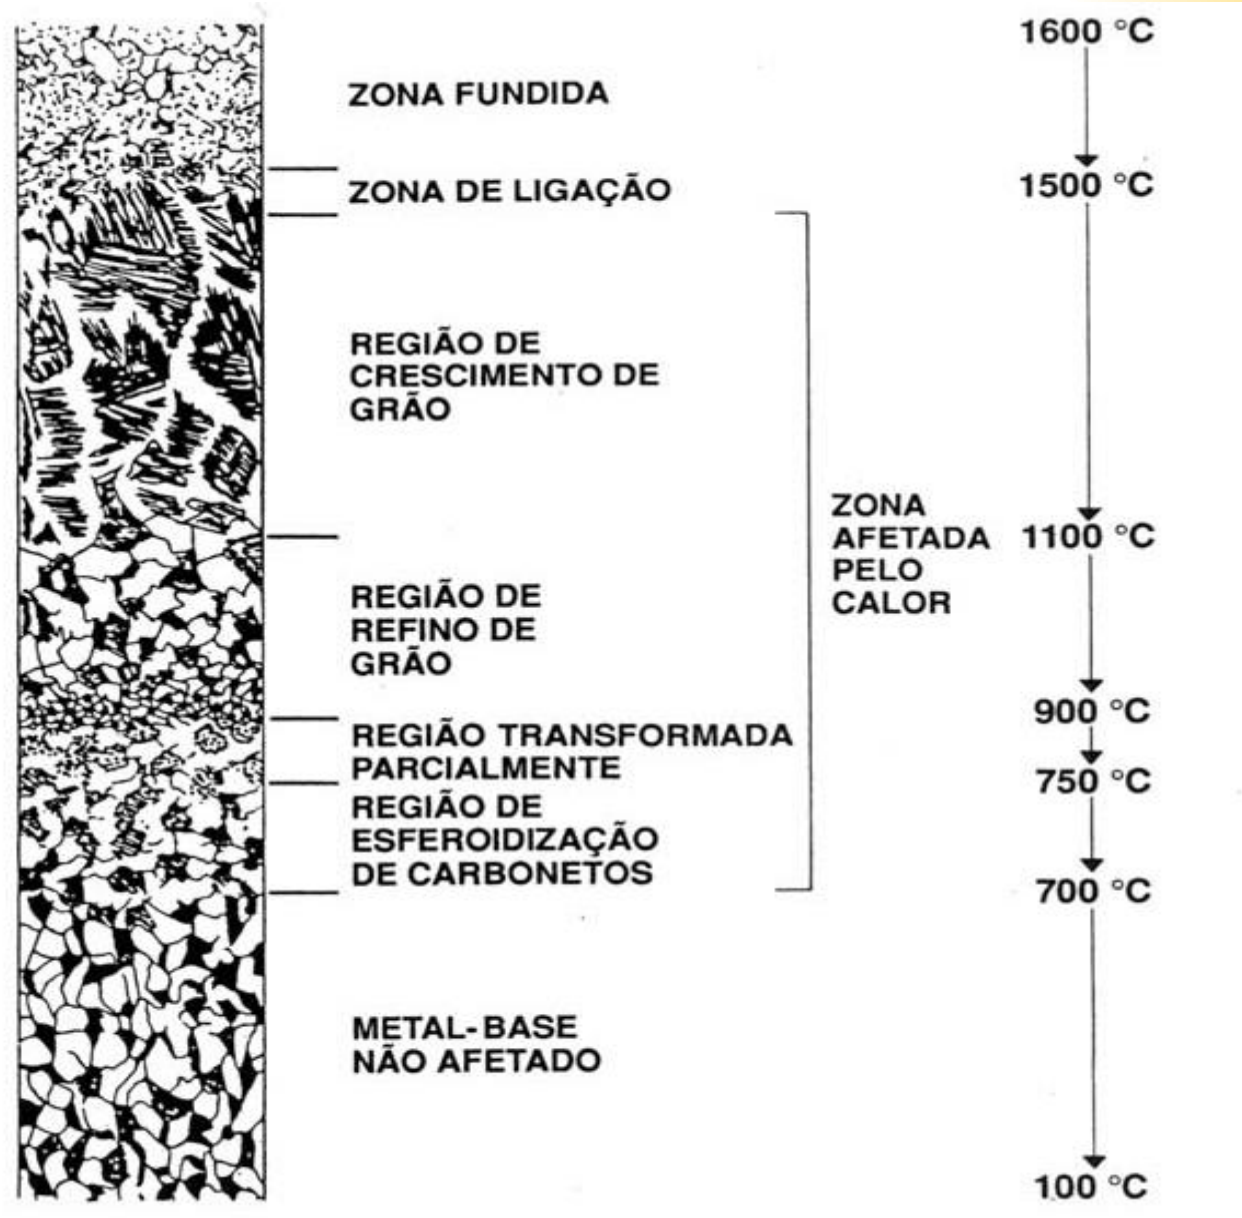 1600 °C
ZONA FUNDIDA
1500 °C
ZONA DE LIGAÇÃO
REGIÃO DE
CRESCIMENTO DE
GRÃO
ZONA
AFETADA
PELO
CALOR
1100 °C
REGIÃO DE
REFINO DE
GRÃO
900 °C
REGIÃO TRANSFORMADA
PARCIALMENTE
750 °C
REGIÃO DE
ESFEROIDIZAÇÃO
DE CARBONETOS
700 °C
METAL-BASE
NÃO AFETADO
100 °C